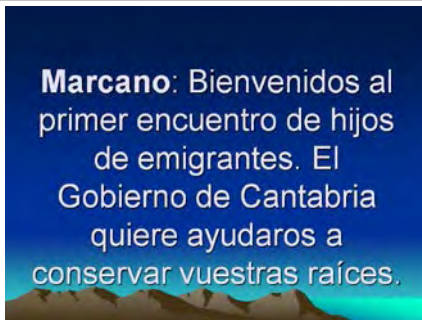 Marcano: Bienvenidos al
primer encuentro de hijos
de emigrantes. El
Gobierno de Cantabria
quiere ayudaros a
conservar vuestras raíces.